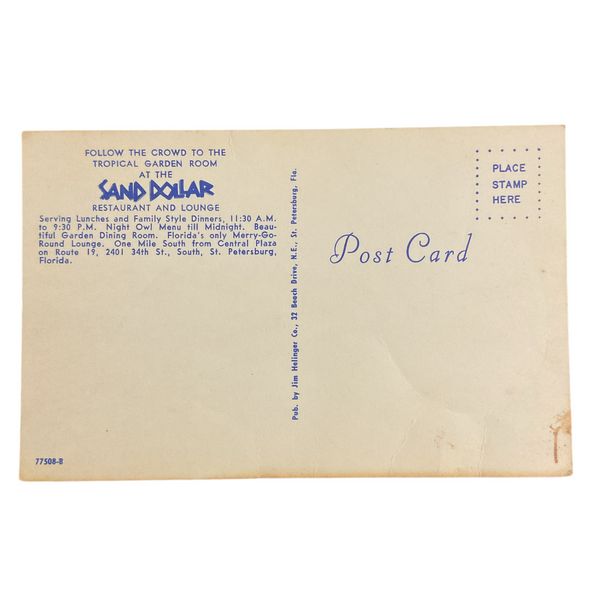 FOLLOW THE CROWD TO THE
TROPICAL GARDEN ROOM
AT THE
SAND DOLLAR
RESTAURANT AND LOUNGE
Serving Lunches and Family Style Dinners, 11:30 A.M.
to 9:30 P.M. Night Owl Menu till Midnight. Beau-
tiful Garden Dining Room. Florida's only Merry-Go-
Round Lounge. One Mile South from Central Plaza
on Route 19, 2401 34th St., South, St. Petersburg,
Florida.
77508-B
Pub. by Jim Helinger Co., 32 Beach Drive, N.E., St. Petersburg, Fla.
Post Card
PLACE
STAMP
HERE